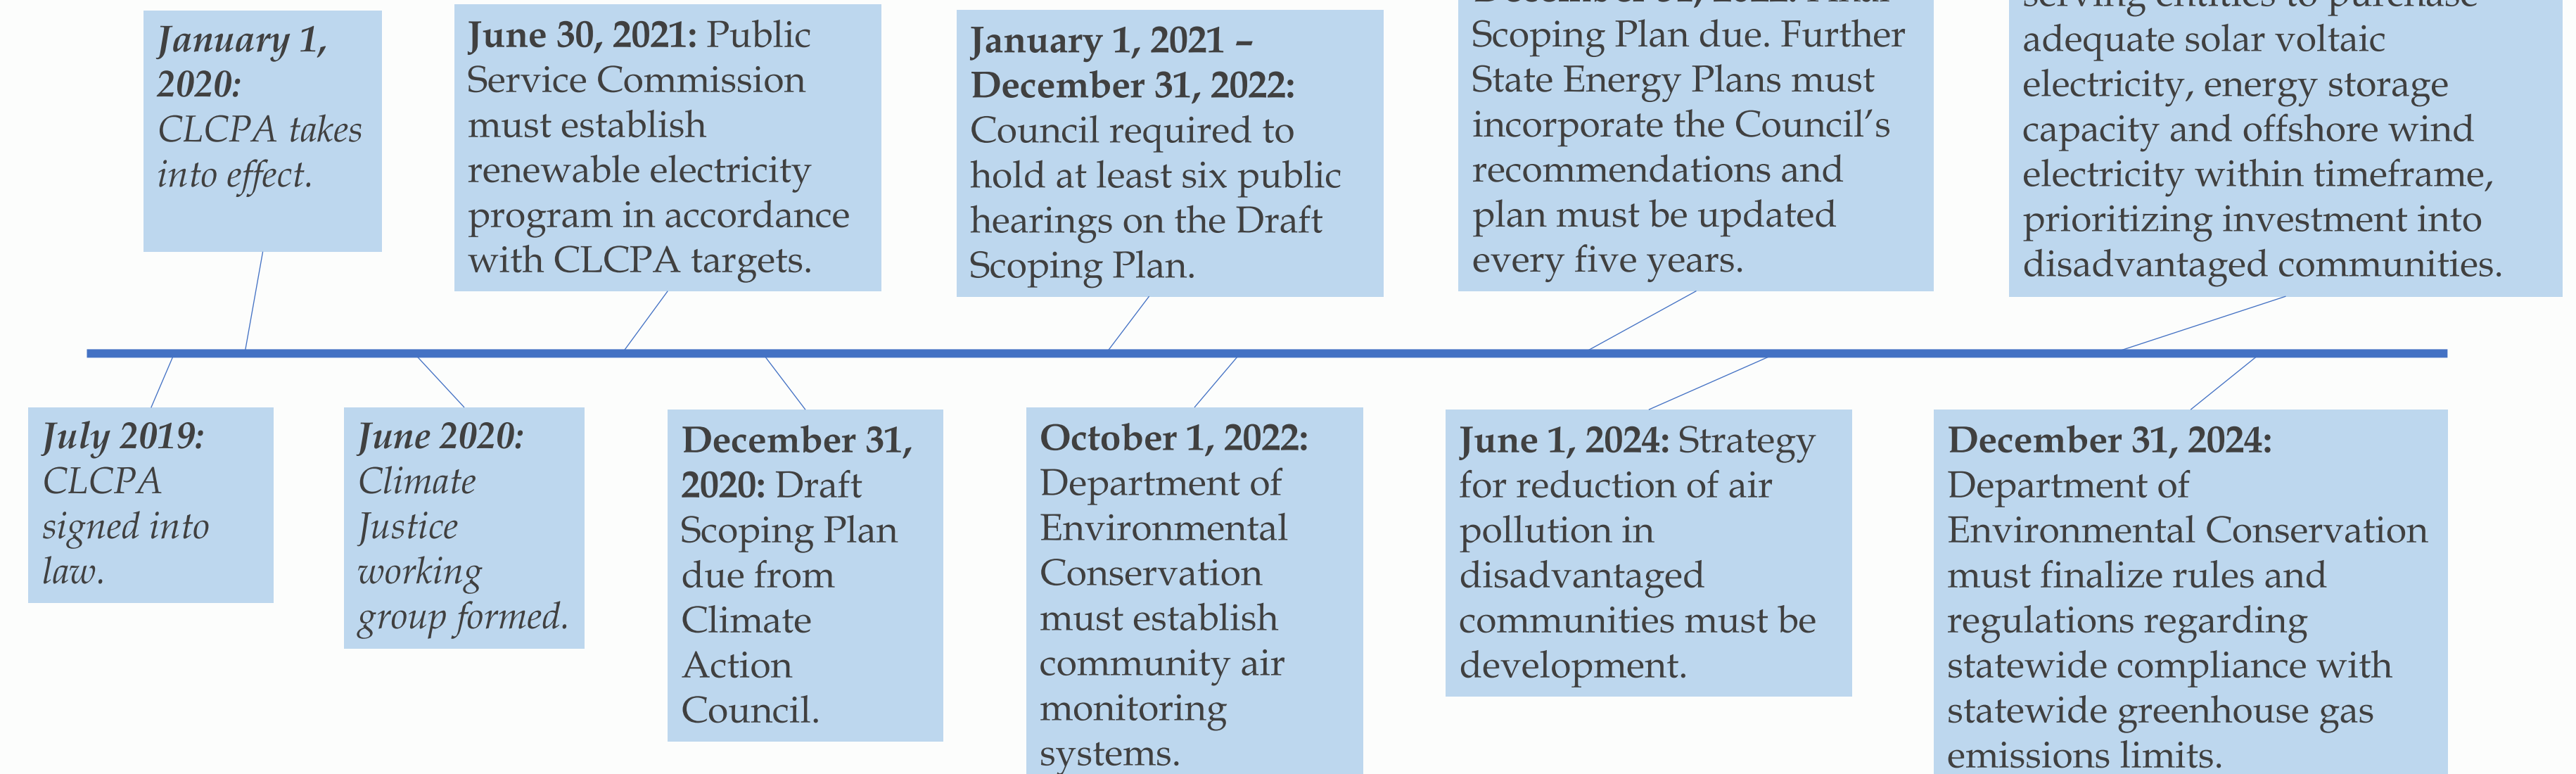 January 1,
2020:
CLCPA takes
into effect.
June 30, 2021: Public
Service Commission
must establish
renewable electricity
program in accordance
with CLCPA targets.
January 1, 2021 –
December 31, 2022:
Council required to
hold at least six public
hearings on the Draft
Scoping Plan.
December 31, 2022: Final
Scoping Plan due. Further
State Energy Plans must
incorporate the Council’s
recommendations and
plan must be updated
every five years.
serving entities to purchase
adequate solar voltaic
electricity, energy storage
capacity and offshore wind
electricity within timeframe,
prioritizing investment into
disadvantaged communities.
July 2019:
CLCPA
signed into
law.
June 2020:
Climate
Justice
working
group formed.
December 31,
2020: Draft
Scoping Plan
due from
Climate
Action
Council.
October 1, 2022:
Department of
Environmental
Conservation
must establish
community air
monitoring
systems.
June 1, 2024: Strategy
for reduction of air
pollution in
disadvantaged
communities must be
development.
December 31, 2024:
Department of
Environmental Conservation
must finalize rules and
regulations regarding
statewide compliance with
statewide greenhouse gas
emissions limits.